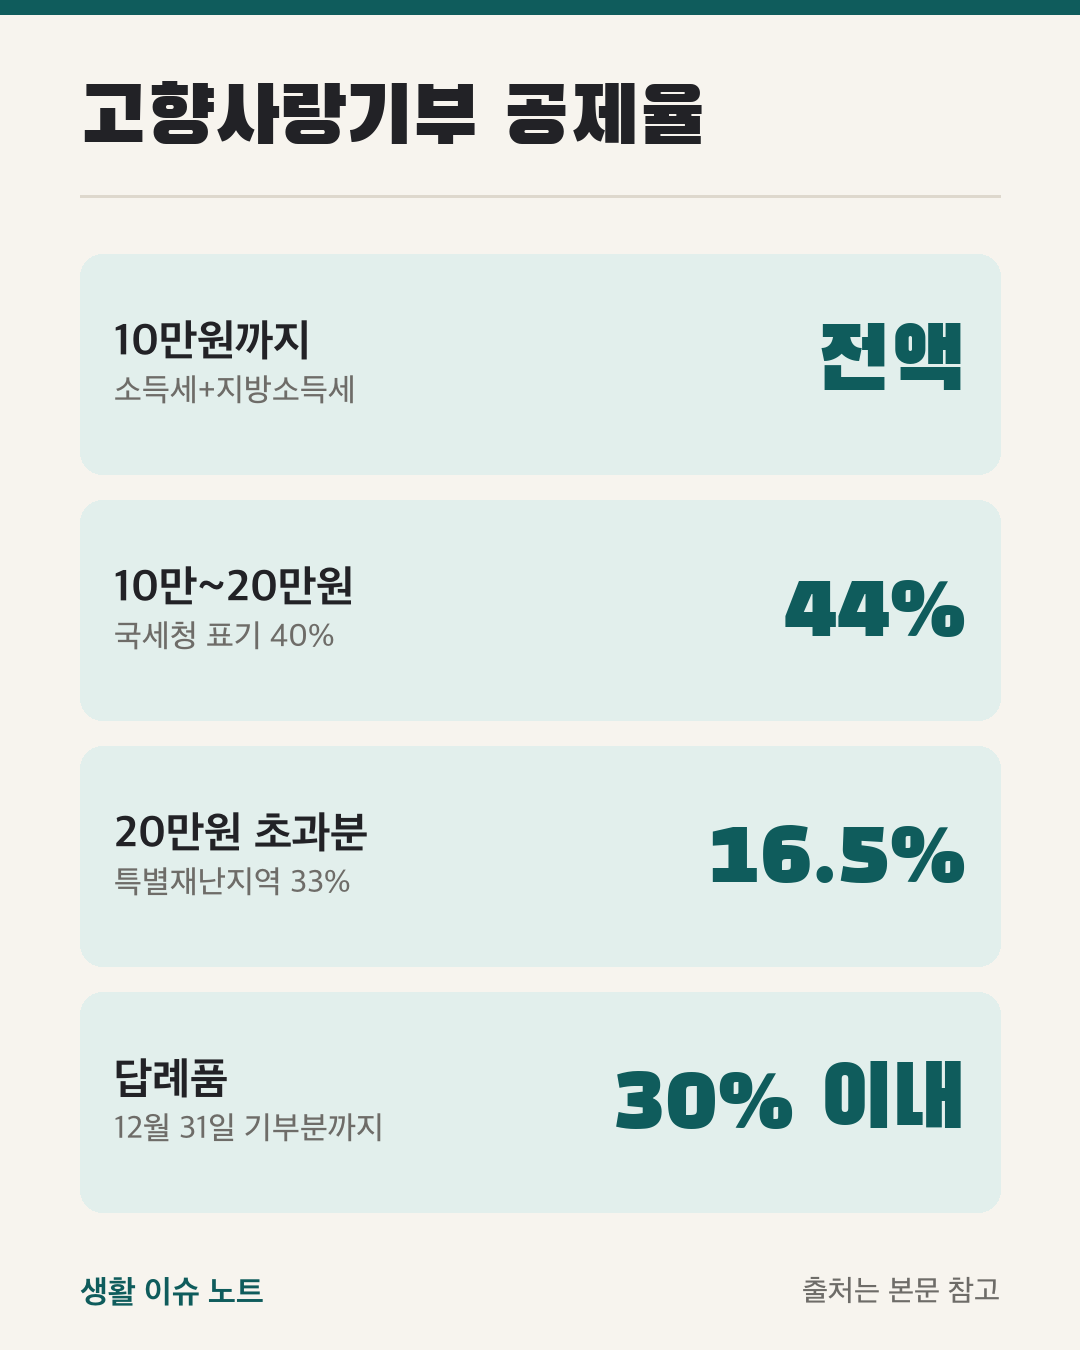 고향사랑기부 공제율
10만원까지
소득세+지방소득세
전액
10만~20만원
국세청 표기 40%
44%
20만원 초과분
특별재난지역 33%
16.5%
답례품
12월 31일 기부분까지
30% 이내
생활 이슈 노트
출처는 본문 참고